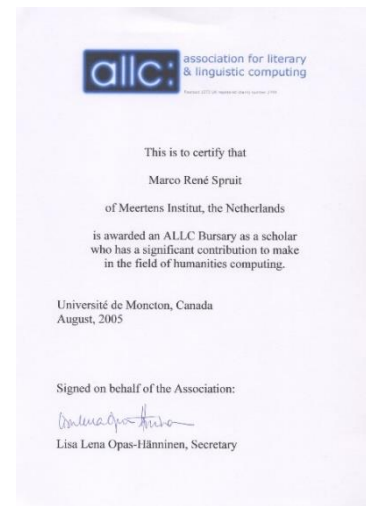 allc:
association for literary
& linguistic computing
This is to certify that
Marco René Spruit
of Meertens Institut, the Netherlands
is awarded an ALLC Bursary as a scholar
who has a significant contribution to make
in the field of humanities computing.
Université de Moncton, Canada
August, 2005
Signed on behalf of the Association:
Lisa Lena Opas-Hänninen, Secretary